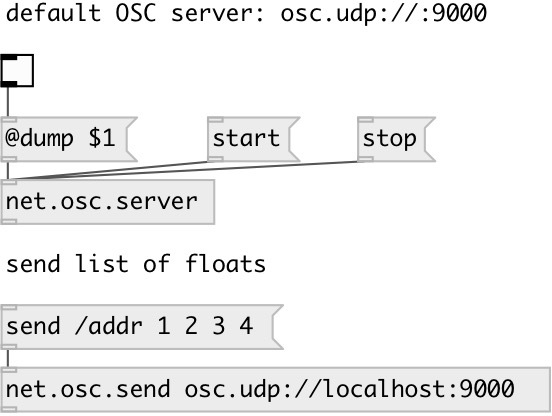 default OSC server: osc.udp://:9000
@dump $1
start
stop
net.osc.server
send list of floats
send /addr 1 2 3 4
net.osc.send osc.udp://localhost:9000